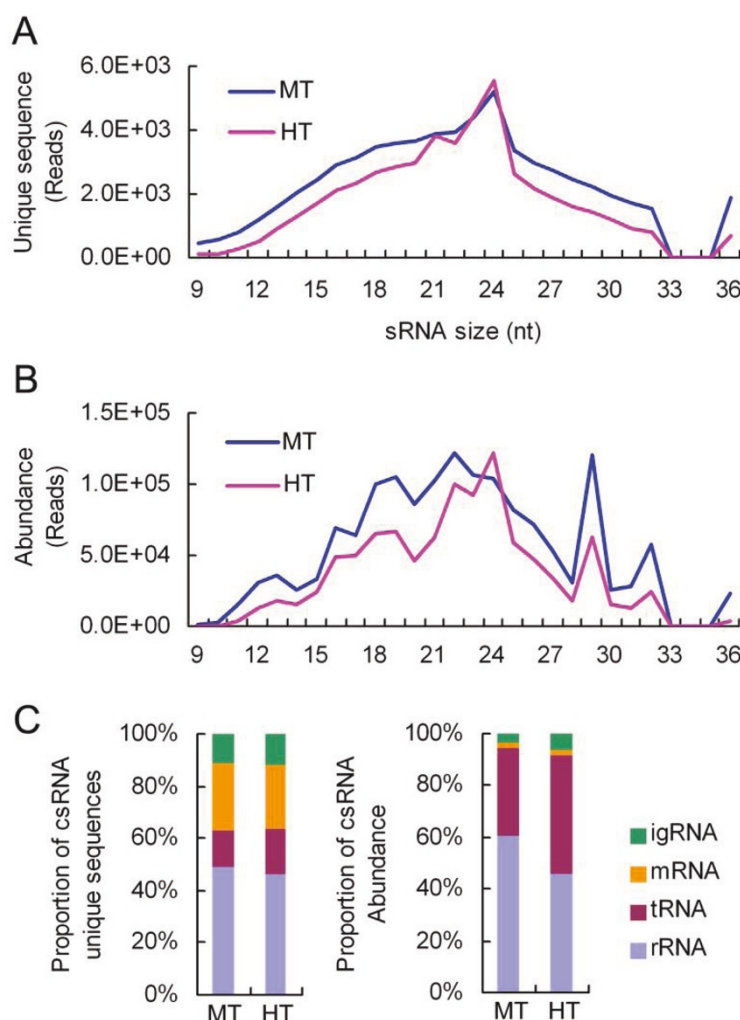 A
Unique sequence
(Reads)
6.0E+03
4.0E+03
2.0E+03
0.0E+00
MT
HT
9 12 15 18 21 24 27 30 33 36
sRNA size (nt)
B
Abundance
(Reads)
1.5E+05
1.0E+05
5.0E+04
0.0E+00
MT
HT
9 12 15 18 21 24 27 30 33 36
C
Proportion of csRNA
unique sequences
100%
80%
60%
40%
20%
0%
MT HT
Proportion of csRNA
Abundance
100%
80%
60%
40%
20%
0%
MT HT
igRNA
mRNA
tRNA
rRNA